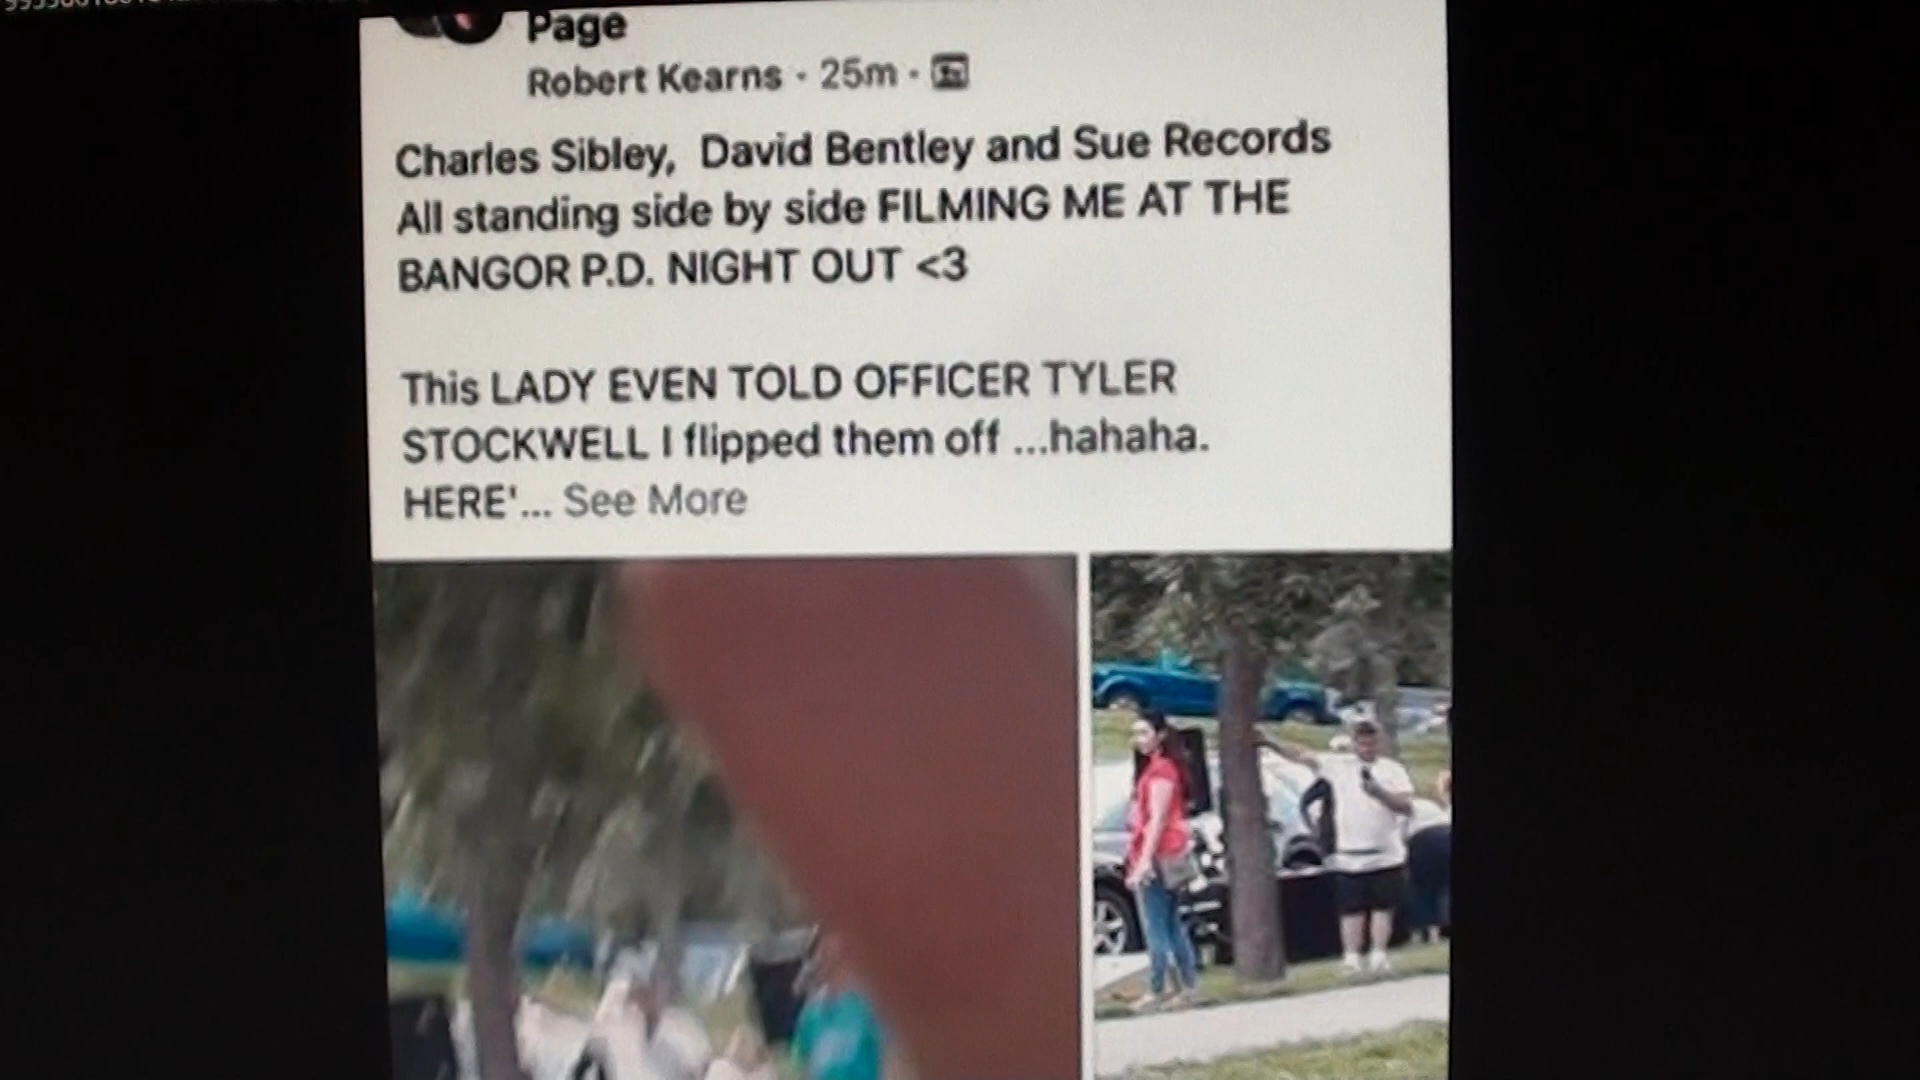 Page
Robert Kearns · 25m ·
Charles Sibley, David Bentley and Sue Records
All standing side by side FILMING ME AT THE
BANGOR P.D. NIGHT OUT <3
This LADY EVEN TOLD OFFICER TYLER
STOCKWELL I flipped them off ...hahaha.
HERE'... See More